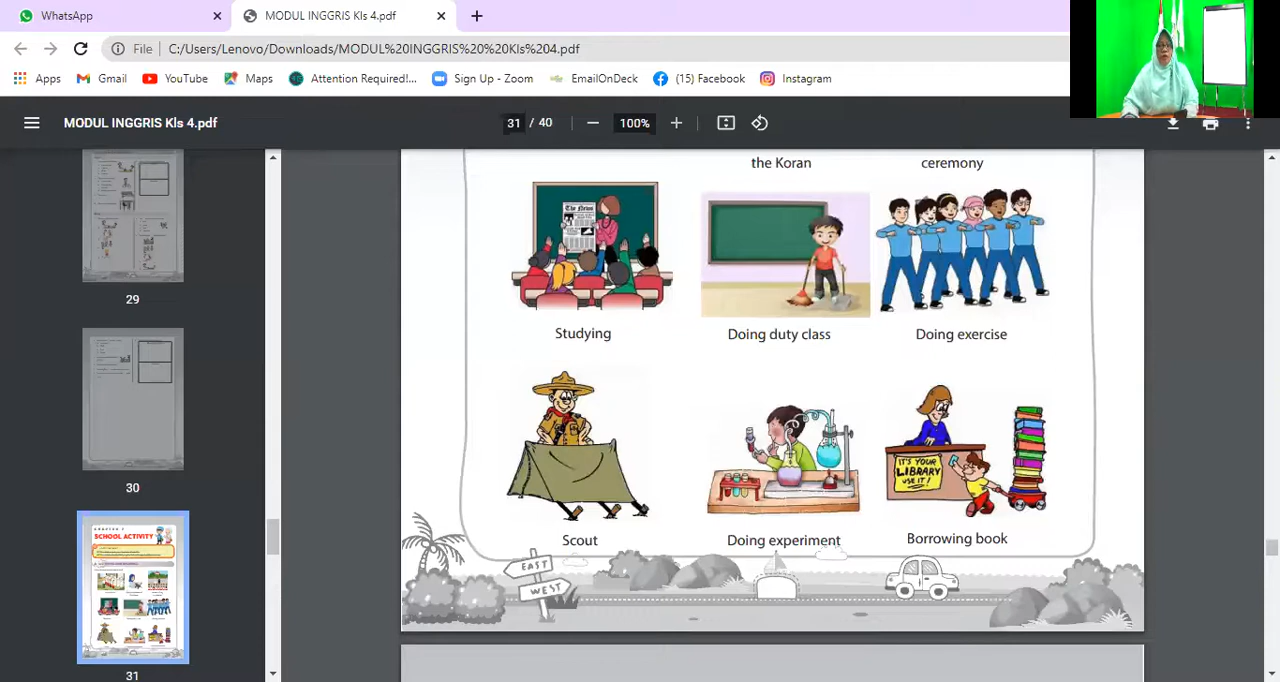 WhatsApp
MODUL INGGRIS Kls 4.pdf
File
C:/Users/Lenovo/Downloads/MODUL%20INGGRIS%20%20Kls%204.pdf
Apps
Gmail
YouTube
Maps
Attention Required!...
Sign Up - Zoom
EmailOnDeck
(15) Facebook
Instagram
MODUL INGGRIS Kls 4.pdf
31 / 40
100%
29
30
SCHOOL ACTIVITY
31
the Koran
ceremony
The News
Studying
Doing duty class
Doing exercise
IT'S YOUR
LIBRARY
USE IT!
Scout
Doing experiment
Borrowing book
EAST
WEST